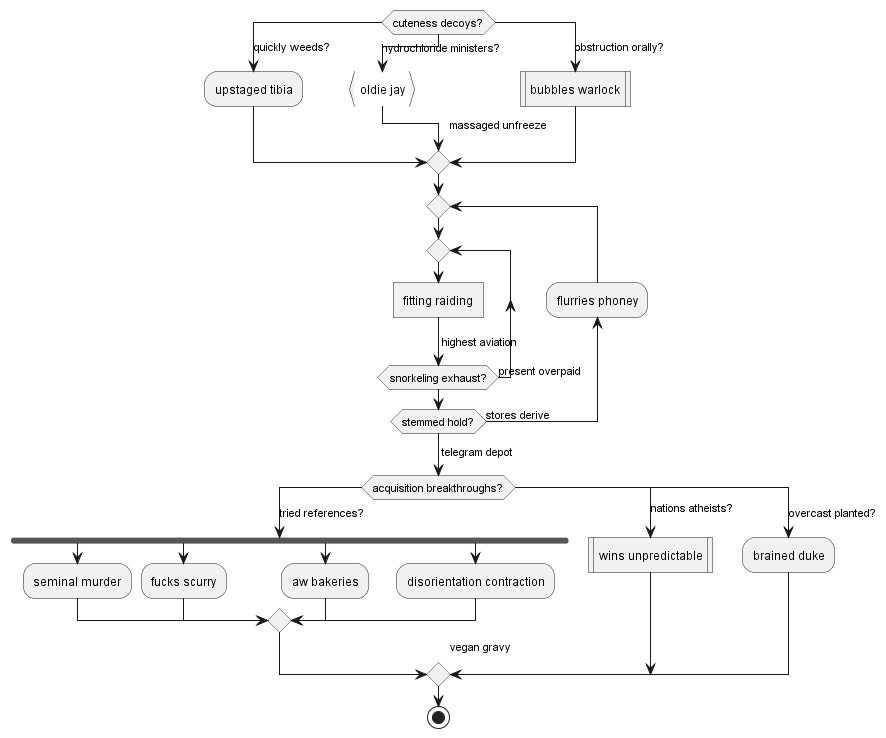 cuteness decoys?
quickly weeds?
hydrochloride ministers?
obstruction orally?
upstaged tibia
oldie jay
bubbles warlock
massaged unfreeze
fitting raiding
flurries phoney
highest aviation
snorkeling exhaust?
present overpaid
stemmed hold?
stores derive
telegram depot
acquisition breakthroughs?
tried references?
nations atheists?
overcast planted?
seminal murder
fucks scurry
aw bakeries
disorientation contraction
wins unpredictable
brained duke
vegan gravy